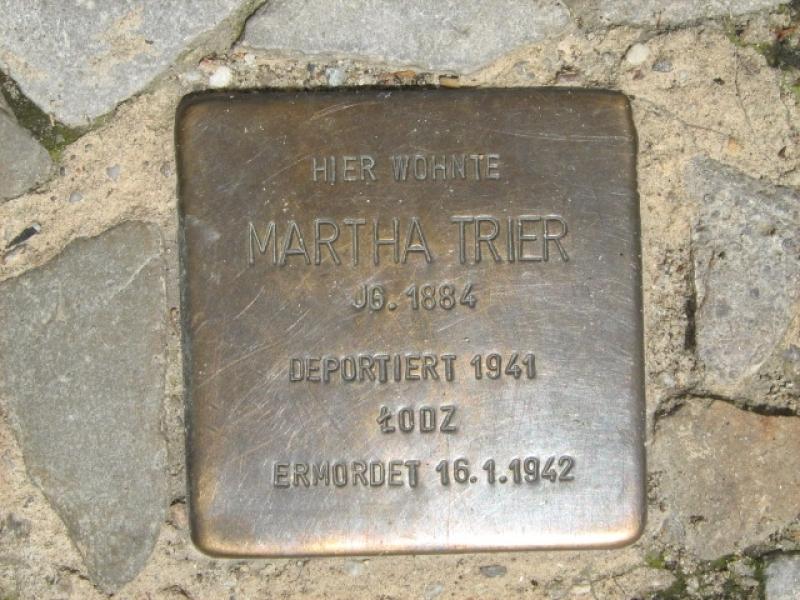 HIER WOHNTE
MARTHA TRIER
JG. 1884
DEPORTIERT 1941
ŁODZ
ERMORDET 16.1.1942